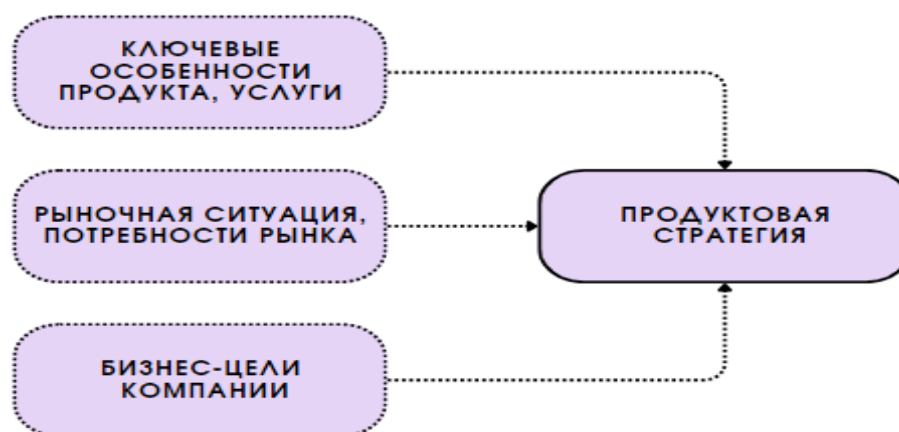 КЛЮЧЕВЫЕ
ОСОБЕННОСТИ
ПРОДУКТА, УСЛУГИ
РЫНОЧНАЯ СИТУАЦИЯ,
ПОТРЕБНОСТИ РЫНКА
ПРОДУКТОВАЯ
СТРАТЕГИЯ
БИЗНЕС-ЦЕЛИ
КОМПАНИИ